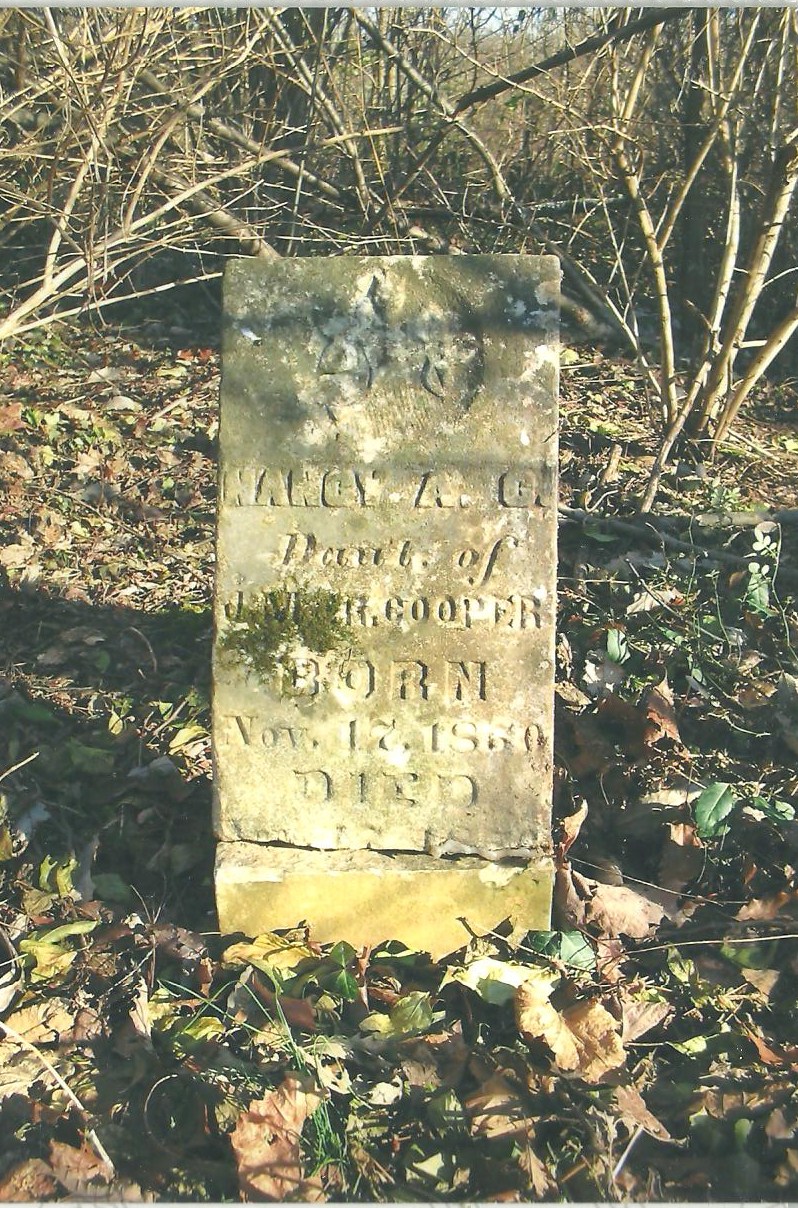 NANCY. A. C.
Daut. of
J. M. & R. COOPER
BORN
Nov. 17, 1860
DIED